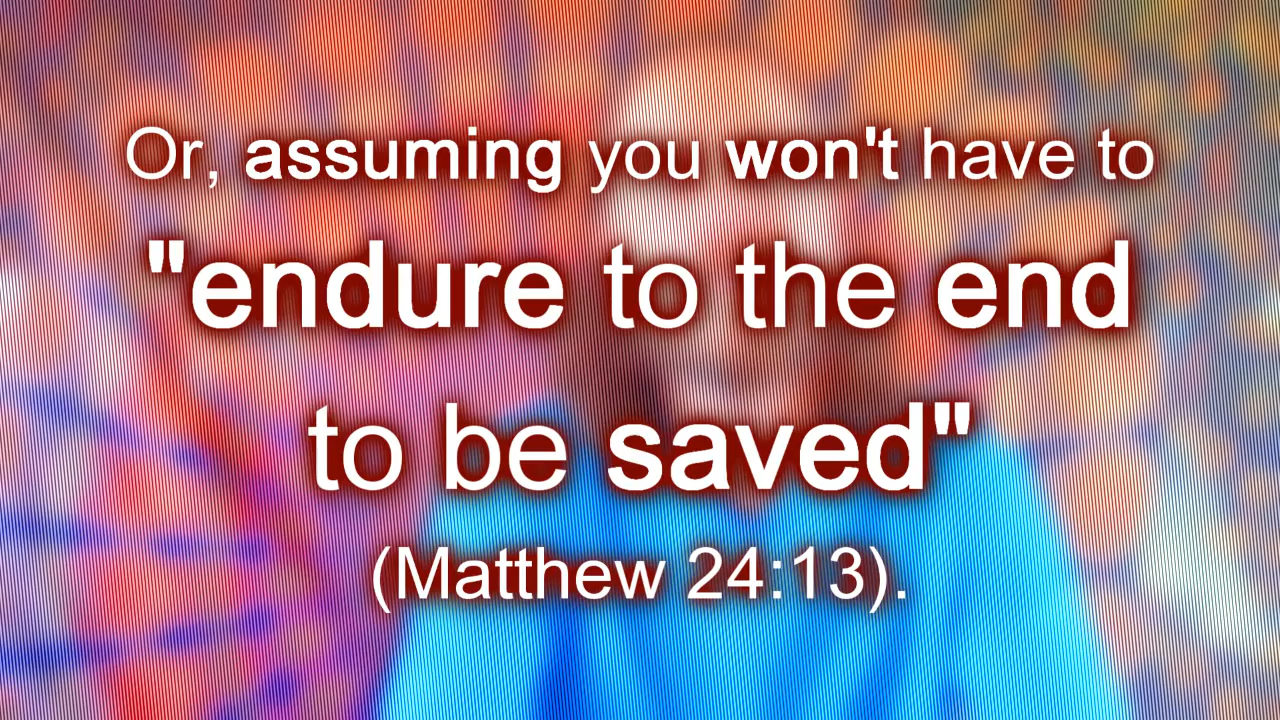 Or, assuming you won't have to
"endure to the end
to be saved"
(Matthew 24:13).